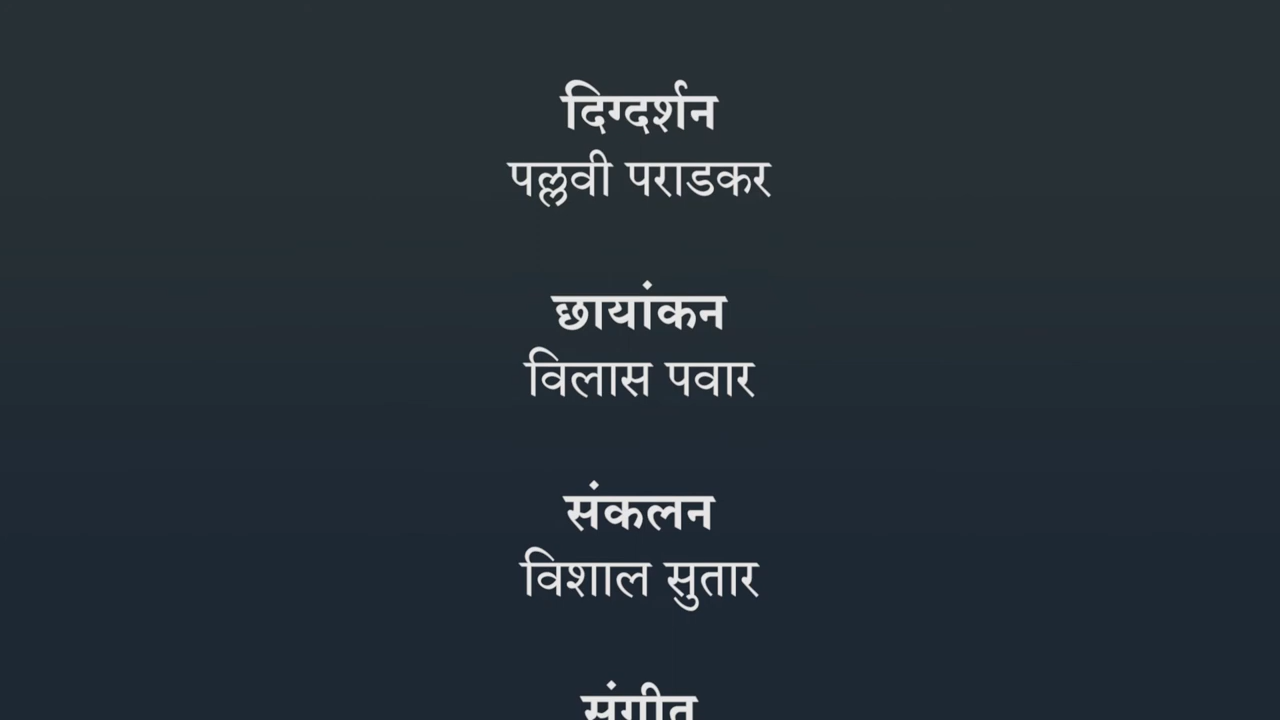 दिग्दर्शन
पल्लवी पराडकर
छायांकन
विलास पवार
संकलन
विशाल सुतार
संगीत